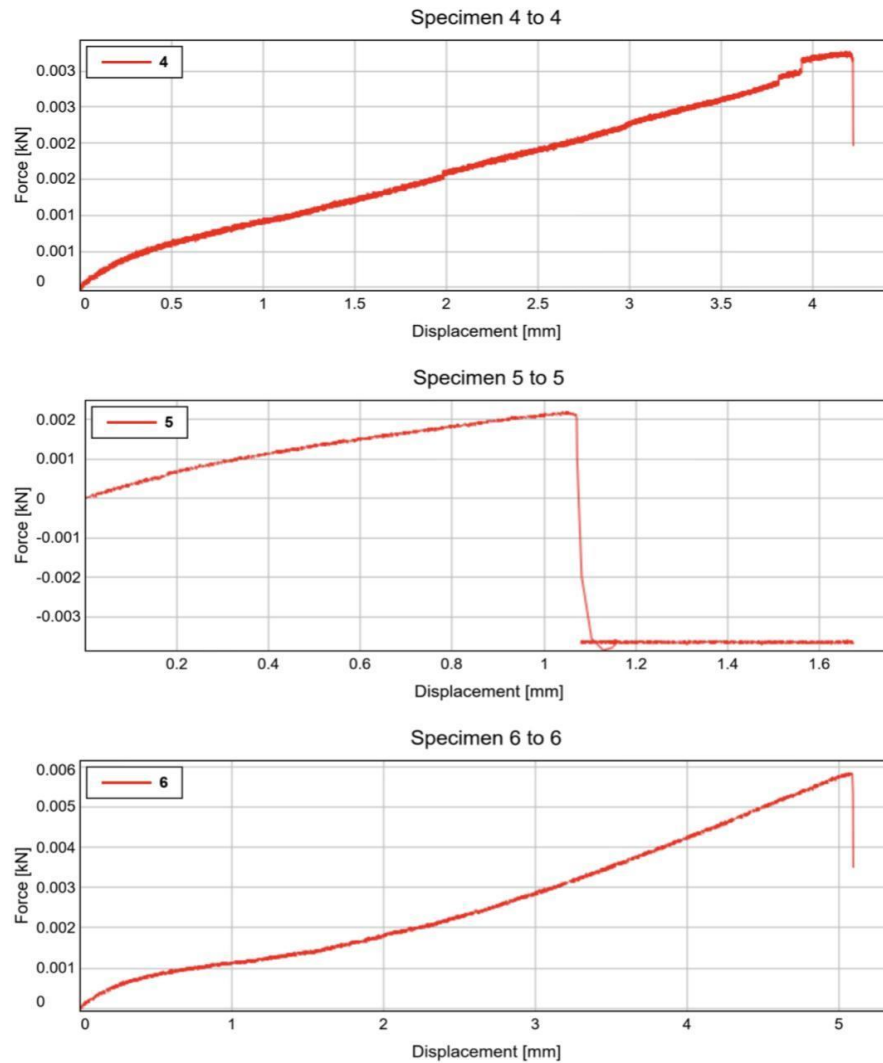 Specimen 4 to 4
4
0.003
0.003
0.002
0.002
0.001
0.001
0
Force [kN]
0 0.5 1 1.5 2 2.5 3 3.5 4
Displacement [mm]
Specimen 5 to 5
5
0.002
0.001
0
-0.001
-0.002
-0.003
Force [kN]
0.2 0.4 0.6 0.8 1 1.2 1.4 1.6
Displacement [mm]
Specimen 6 to 6
6
0.006
0.005
0.004
0.003
0.002
0.001
0
Force [kN]
0 1 2 3 4 5
Displacement [mm]